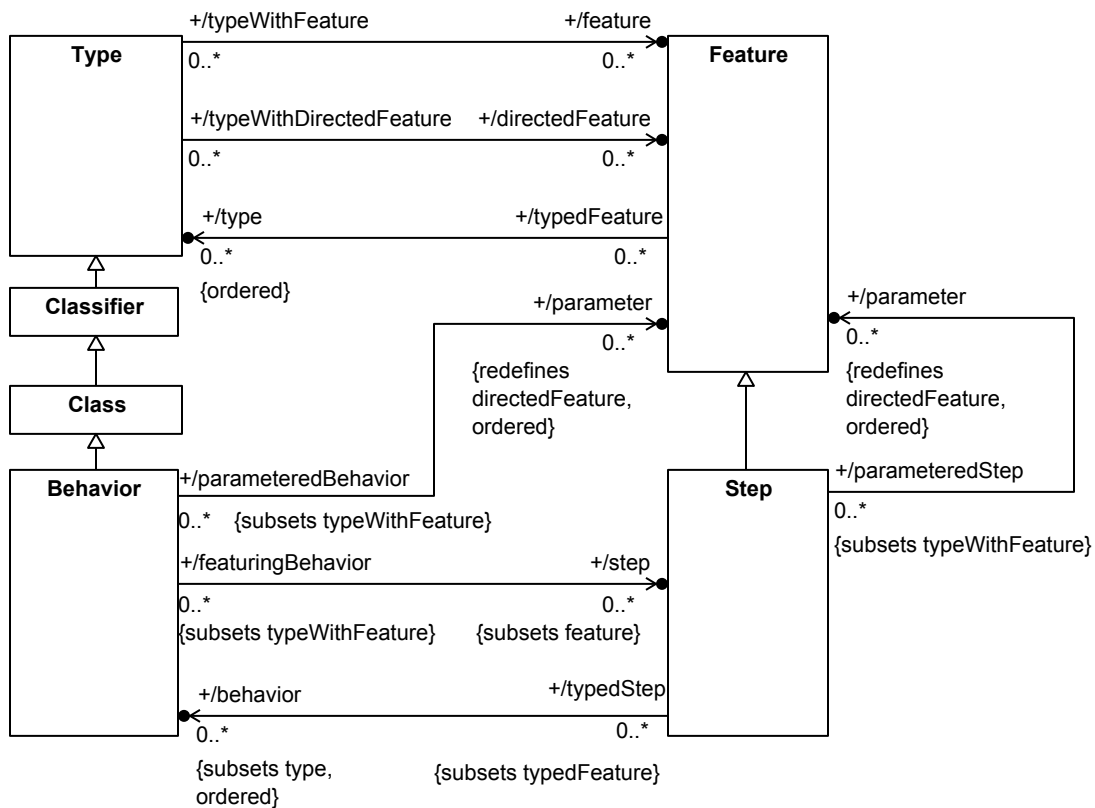 +/typeWithFeature
+/feature
Type
Feature
0..*
0..*
+/typeWithDirectedFeature
+/directedFeature
0..*
0..*
+/type
+/typedFeature
0..*
0..*
{ordered}
Classifier
+/parameter
0..*
{redefines
directedFeature,
ordered}
+/parameter
0..*
{redefines
directedFeature,
ordered}
Class
Behavior
+/parameteredBehavior
0..*
{subsets typeWithFeature}
Step
+/parameteredStep
0..*
{subsets typeWithFeature}
+/featuringBehavior
+/step
0..*
0..*
{subsets typeWithFeature}
{subsets feature}
+/behavior
+/typedStep
0..*
0..*
{subsets type,
ordered}
{subsets typedFeature}